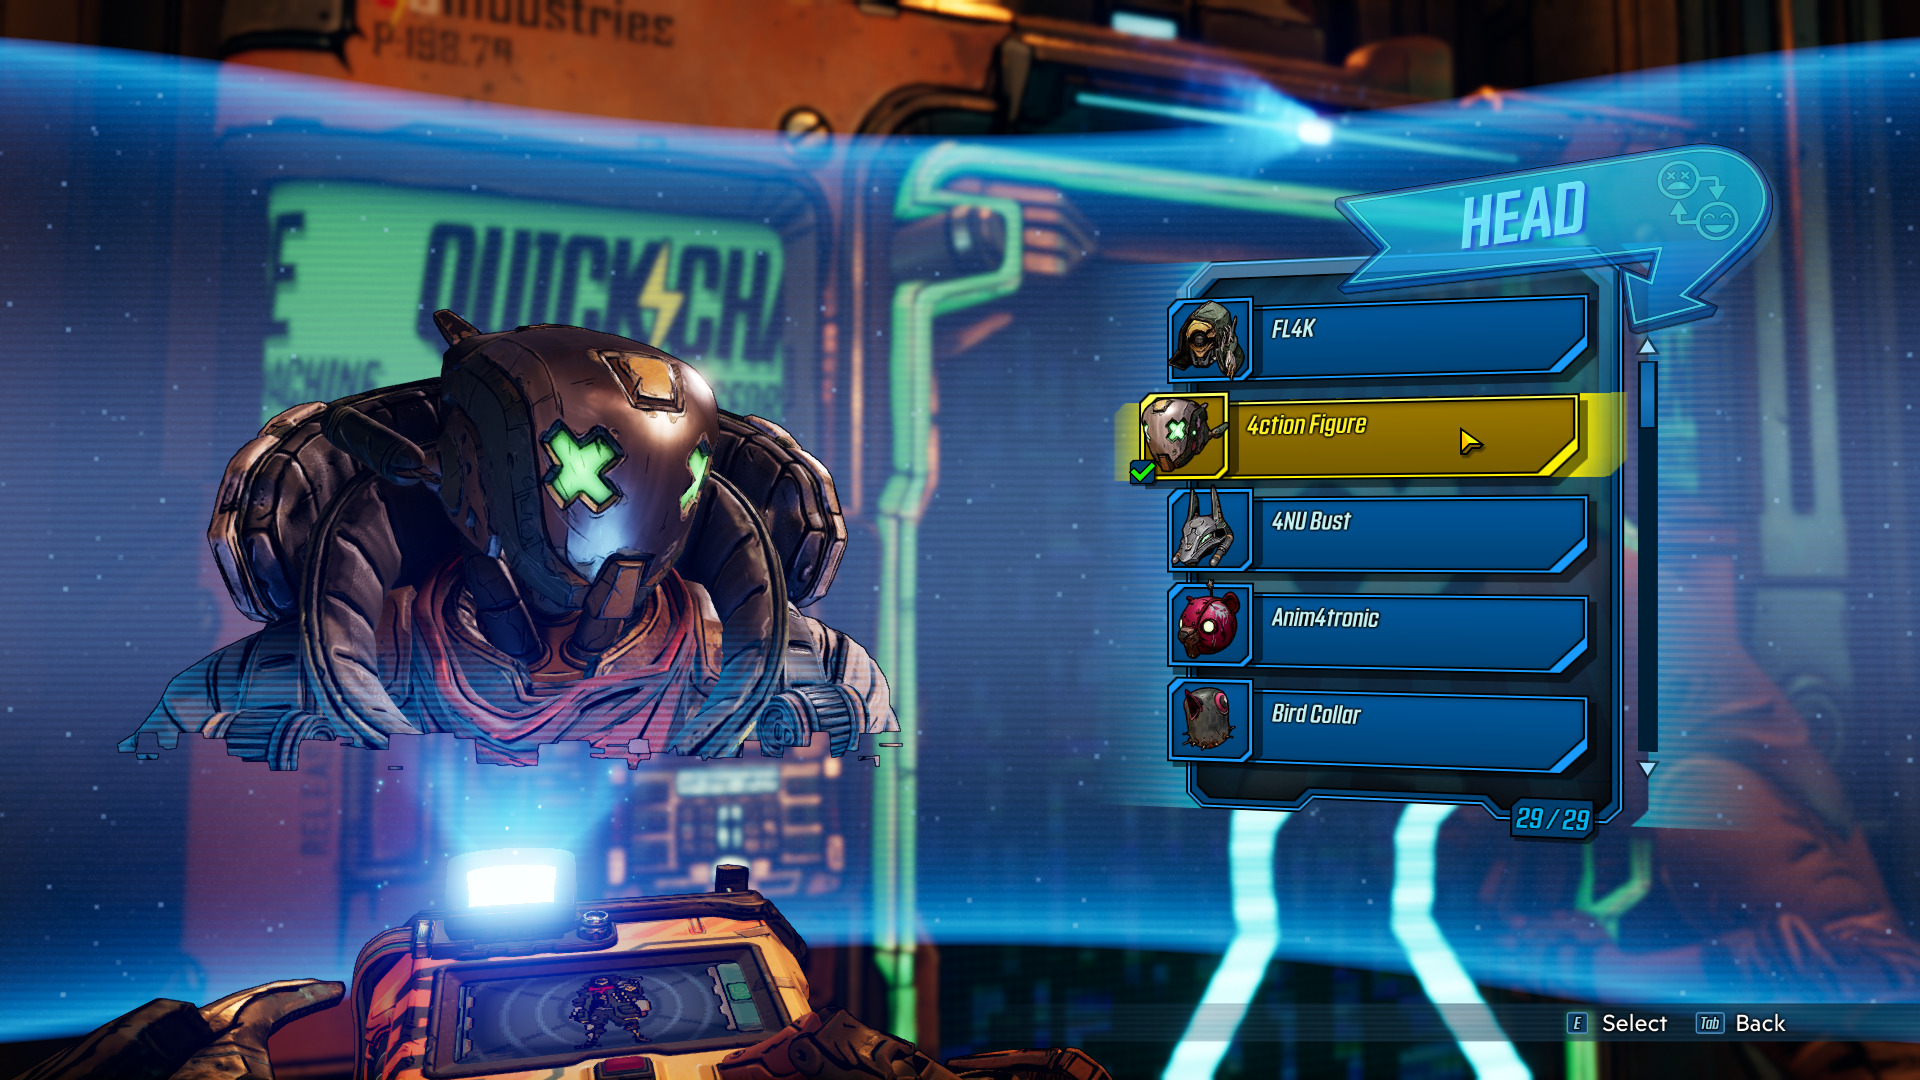 Industries
P-198.79
QUICK CH
ACHINE
HEAD
FL4K
4ction Figure
4NU Bust
Anim4tronic
Bird Collar
29 / 29
E Select Tab Back